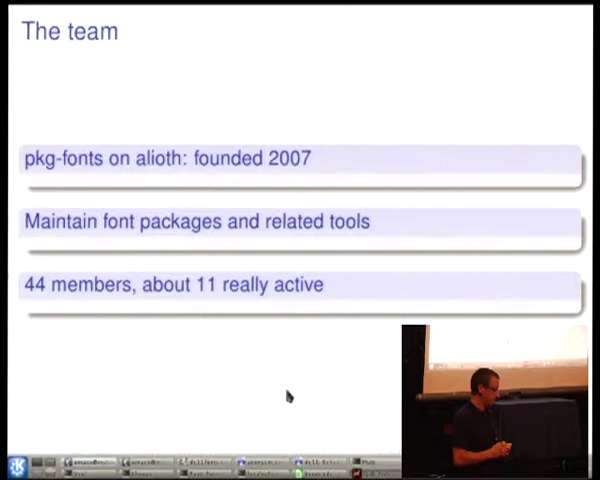 The team
pkg-fonts on alioth: founded 2007
Maintain font packages and related tools
44 members, about 11 really active